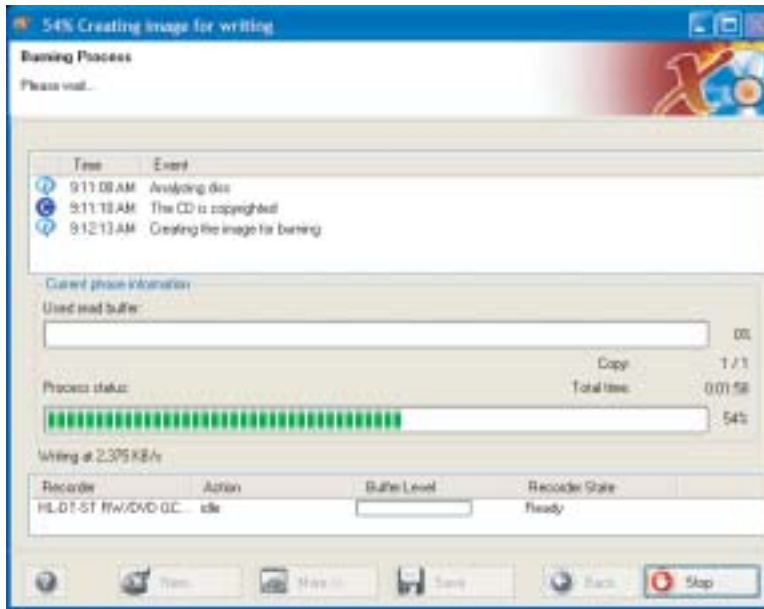 54% Creating image for writing
Burning Process
Please wait...
Time Event
9:11:08 AM Analyzing disc
9:11:10 AM The CD is copyrighted
9:12:13 AM Creating the image for burning
Current phase information
Used read buffer:
0%
Copy: 1 / 1
Process status: Total time: 0:01:58
54%
Writing at 2,375 KB/s
Recorder Action Buffer Level Recorder State
HL-DT-ST RW/DVD GC... idle Ready
Save Back Stop